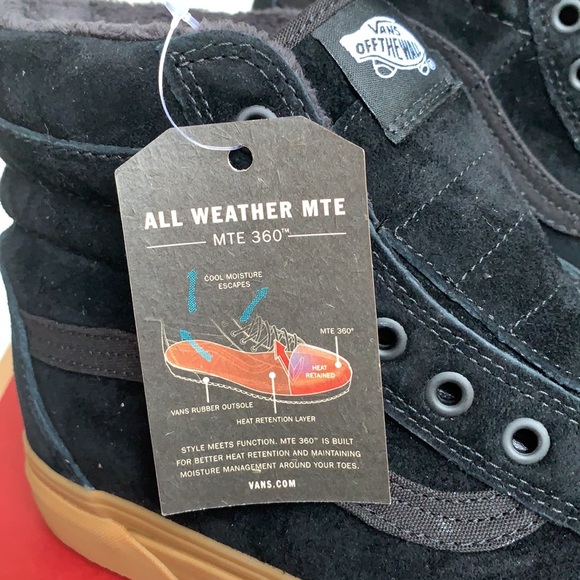 VANS
"OFF THE WALL"
ALL WEATHER MTE
MTE 360™
COOL MOISTURE
ESCAPES
MTE 360°
HEAT
RETAINED
VANS RUBBER OUTSOLE
HEAT RETENTION LAYER
STYLE MEETS FUNCTION. MTE 360™ IS BUILT
FOR BETTER HEAT RETENTION AND MAINTAINING
MOISTURE MANAGEMENT AROUND YOUR TOES.
VANS.COM